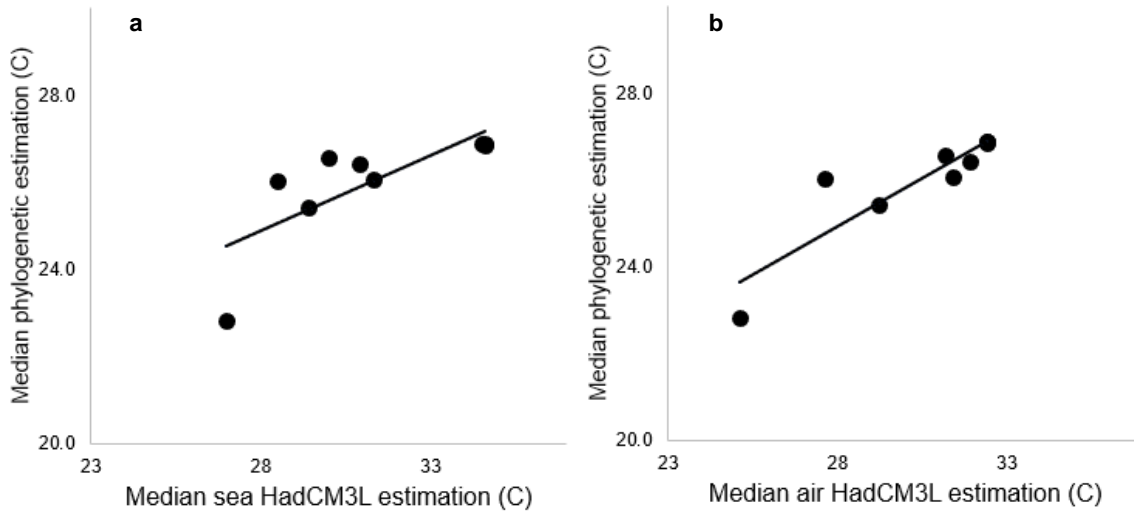 a
Median phylogenetic estimation (C)
28.0
24.0
20.0
23 28 33
Median sea HadCM3L estimation (C)
b
Median phylogenetic estimation (C)
28.0
24.0
20.0
23 28 33
Median air HadCM3L estimation (C)